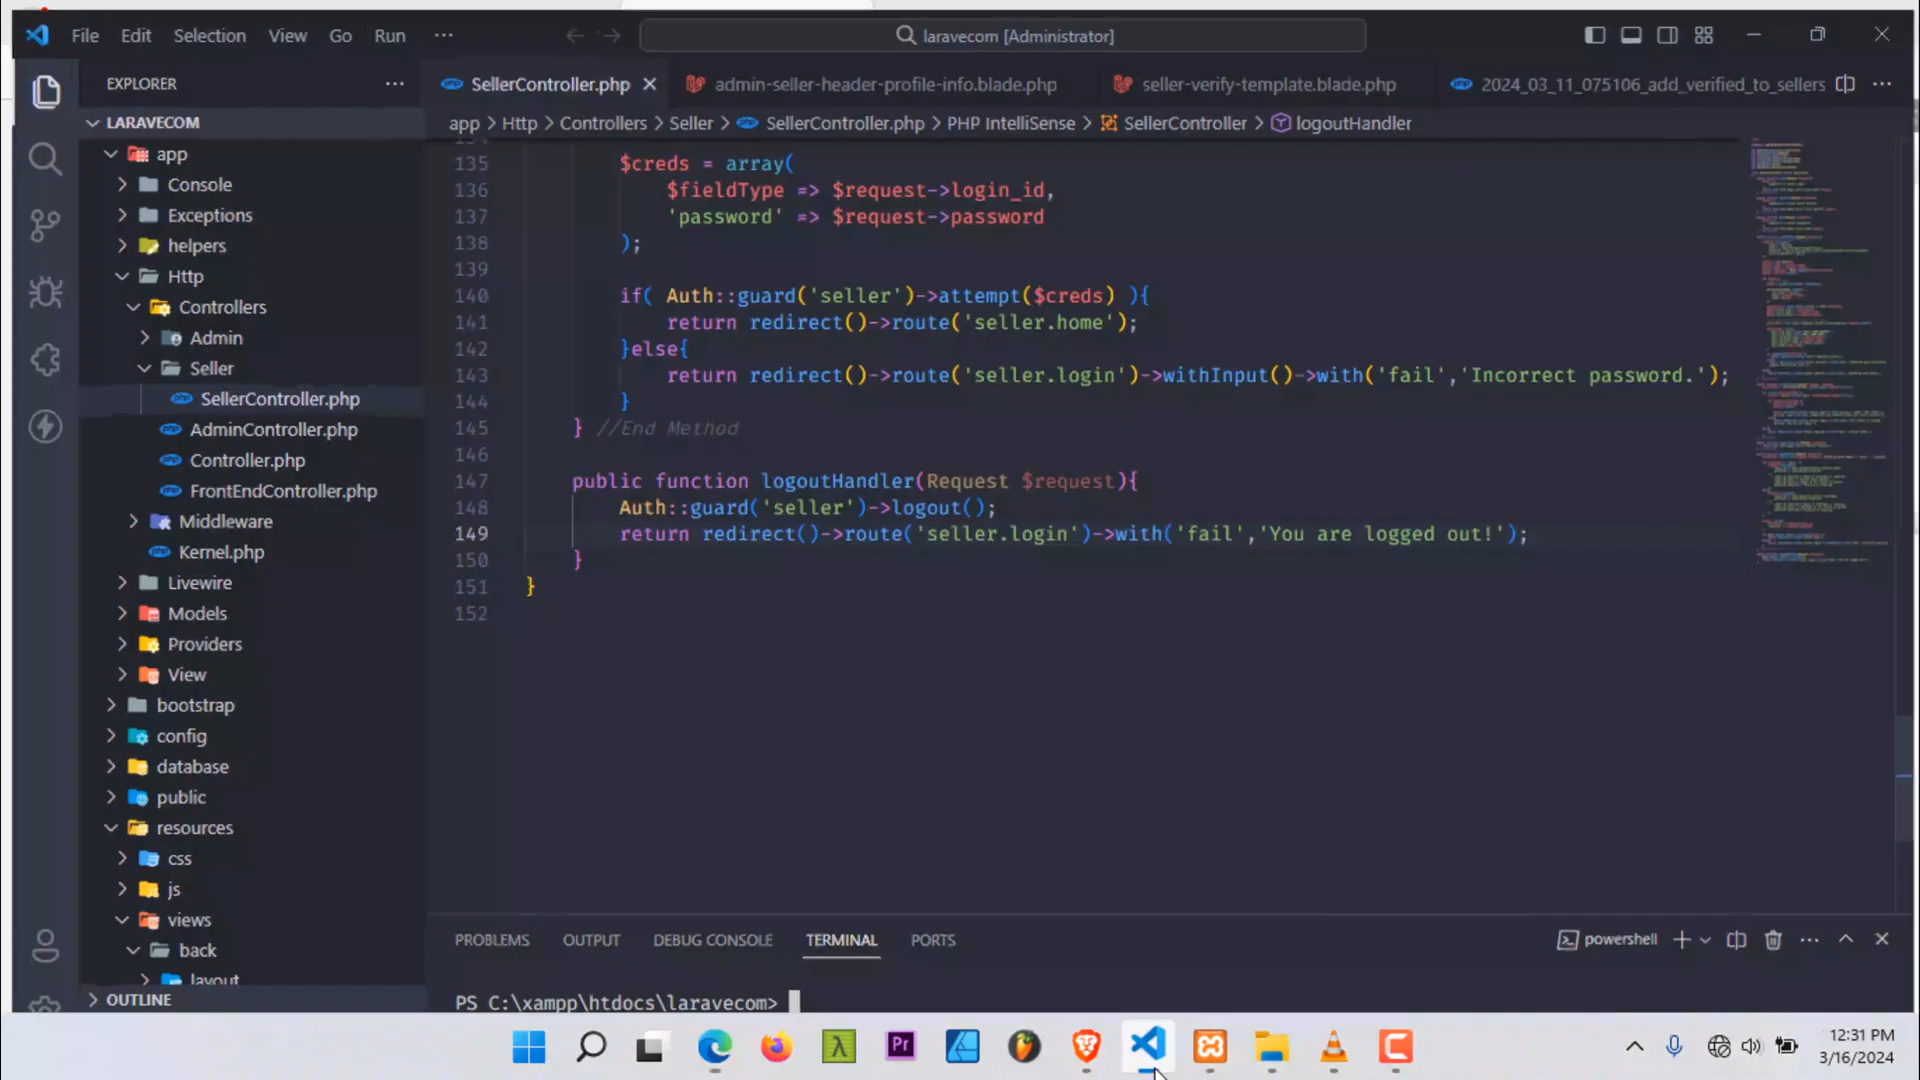 File Edit Selection View Go Run ···
laravecom [Administrator]
EXPLORER
SellerController.php
admin-seller-header-profile-info.blade.php
seller-verify-template.blade.php
2024_03_11_075106_add_verified_to_sellers
LARAVECOM
app > Http > Controllers > Seller > SellerController.php > PHP IntelliSense > SellerController > logoutHandler
app
Console
Exceptions
helpers
Http
Controllers
Admin
Seller
SellerController.php
AdminController.php
Controller.php
FrontEndController.php
Middleware
Kernel.php
Livewire
Models
Providers
View
bootstrap
config
database
public
resources
css
js
views
back
layout
OUTLINE
135 $creds = array(
136 $fieldType => $request->login_id,
137 'password' => $request->password
138 );
139
140 if( Auth::guard('seller')->attempt($creds) ){
141 return redirect()->route('seller.home');
142 }else{
143 return redirect()->route('seller.login')->withInput()->with('fail','Incorrect password.');
144 }
145 } //End Method
146
147 public function logoutHandler(Request $request){
148 Auth::guard('seller')->logout();
149 return redirect()->route('seller.login')->with('fail','You are logged out!');
150 }
151 }
152
PROBLEMS OUTPUT DEBUG CONSOLE TERMINAL PORTS
powershell
PS C:\xampp\htdocs\laravecom>
Pr
12:31 PM
3/16/2024